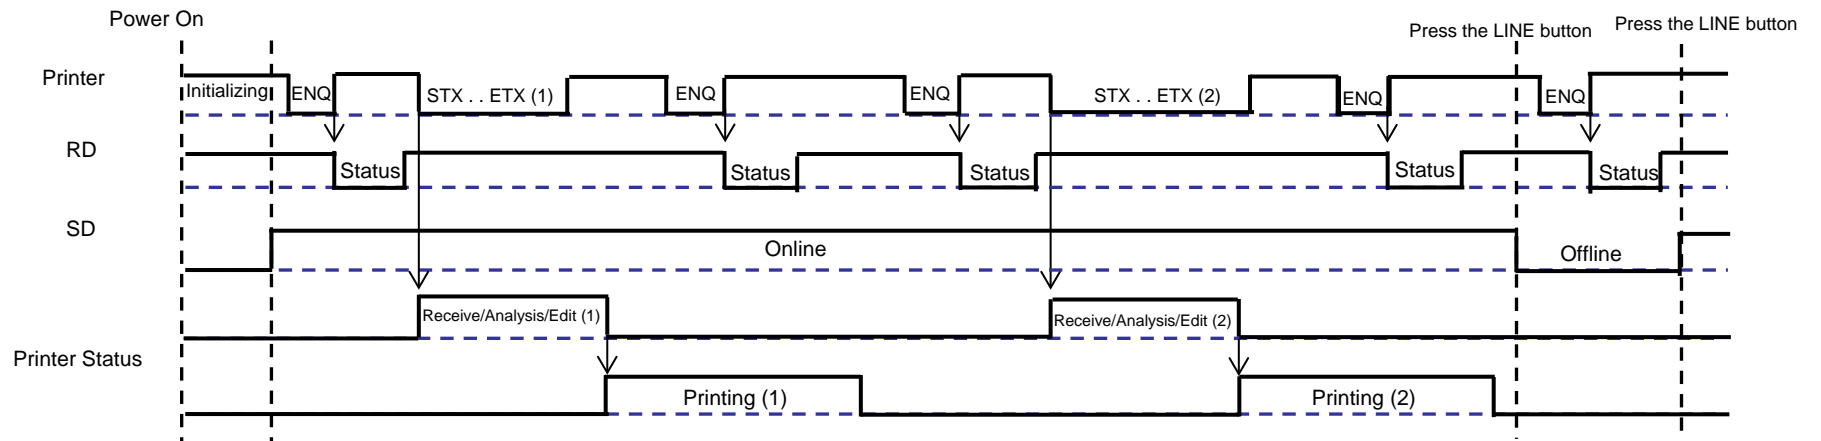 Power On
Press the LINE button
Press the LINE button
Printer
Initializing
ENQ
STX . . ETX (1)
ENQ
ENQ
STX . . ETX (2)
ENQ
ENQ
RD
Status
Status
Status
Status
Status
SD
Online
Offline
Receive/Analysis/Edit (1)
Receive/Analysis/Edit (2)
Printer Status
Printing (1)
Printing (2)